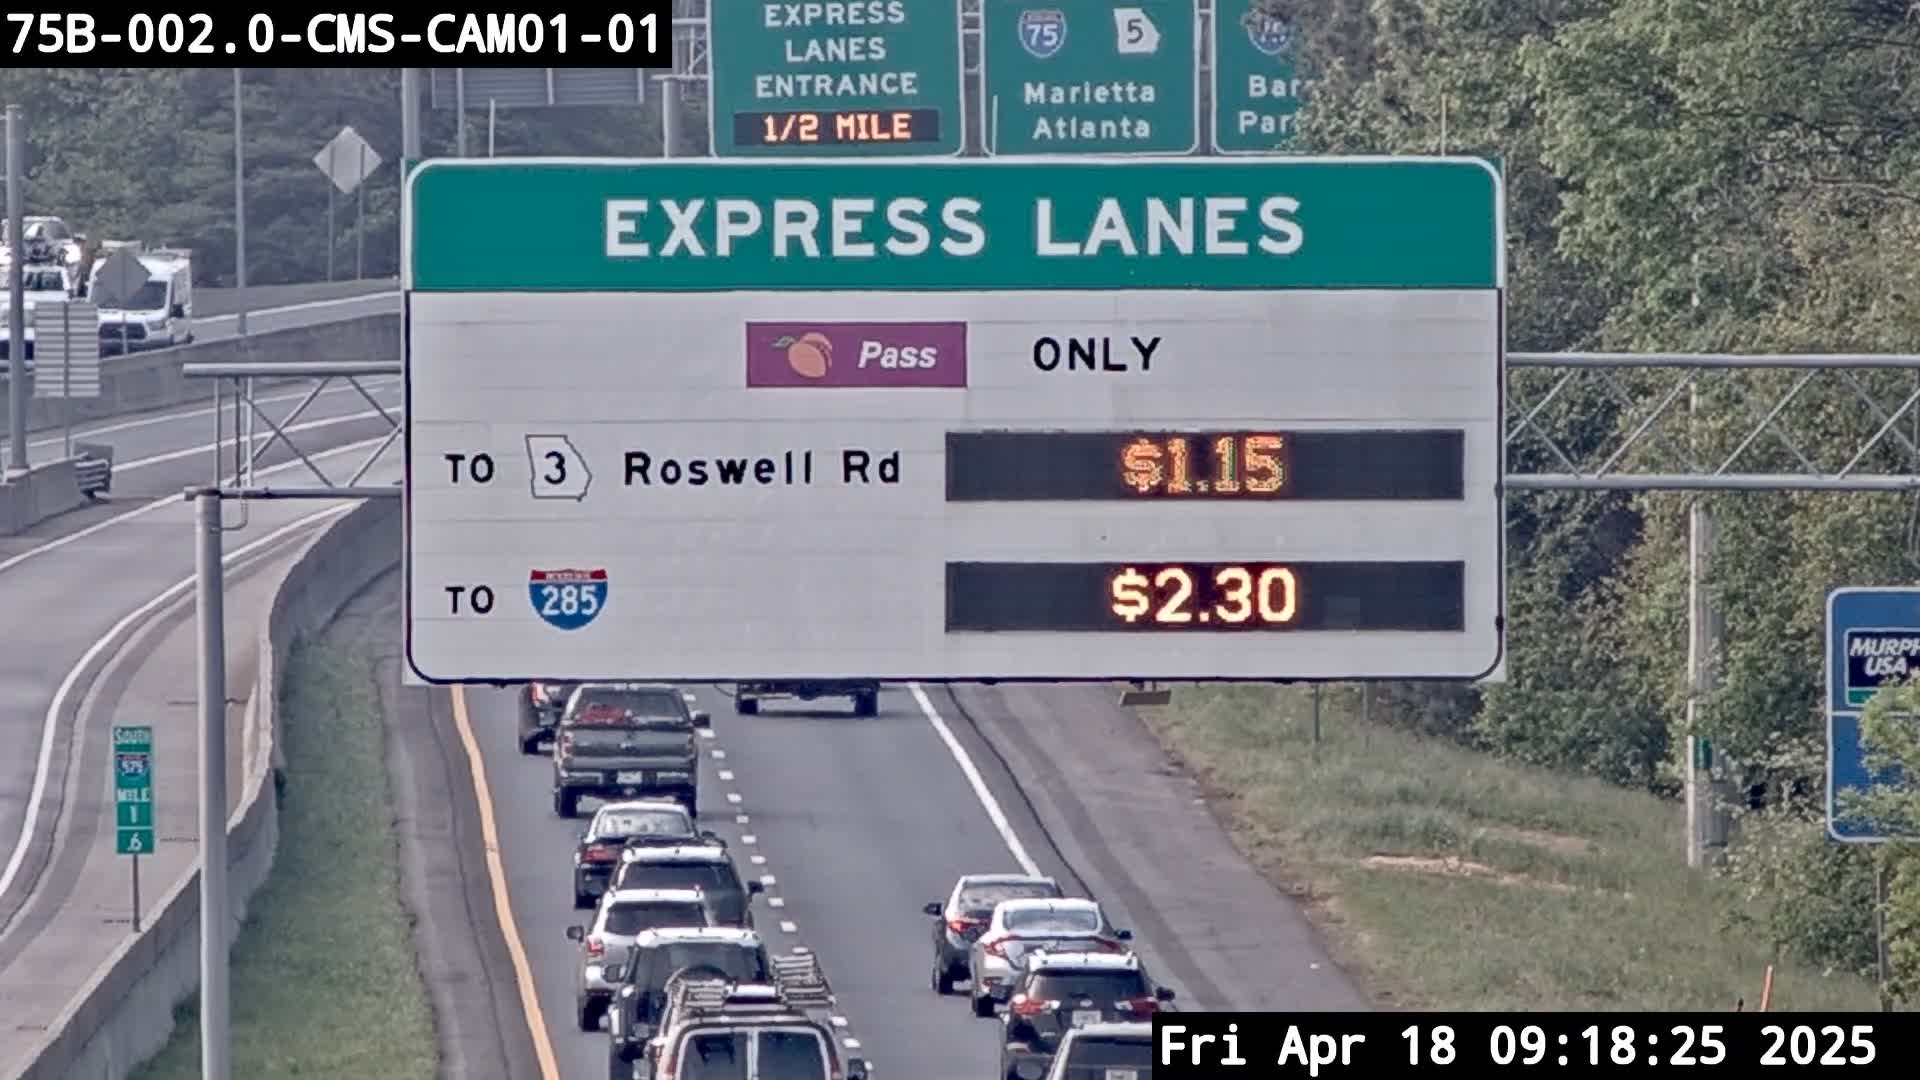 75B-002.0-CMS-CAM01-01
EXPRESS
LANES
ENTRANCE
1/2 MILE
75 5
Marietta
Atlanta
EXPRESS LANES
Pass ONLY
TO 3 Roswell Rd $1.15
TO 285 $2.30
SOUTH
575
MILE
1
.6
USA
Fri Apr 18 09:18:25 2025